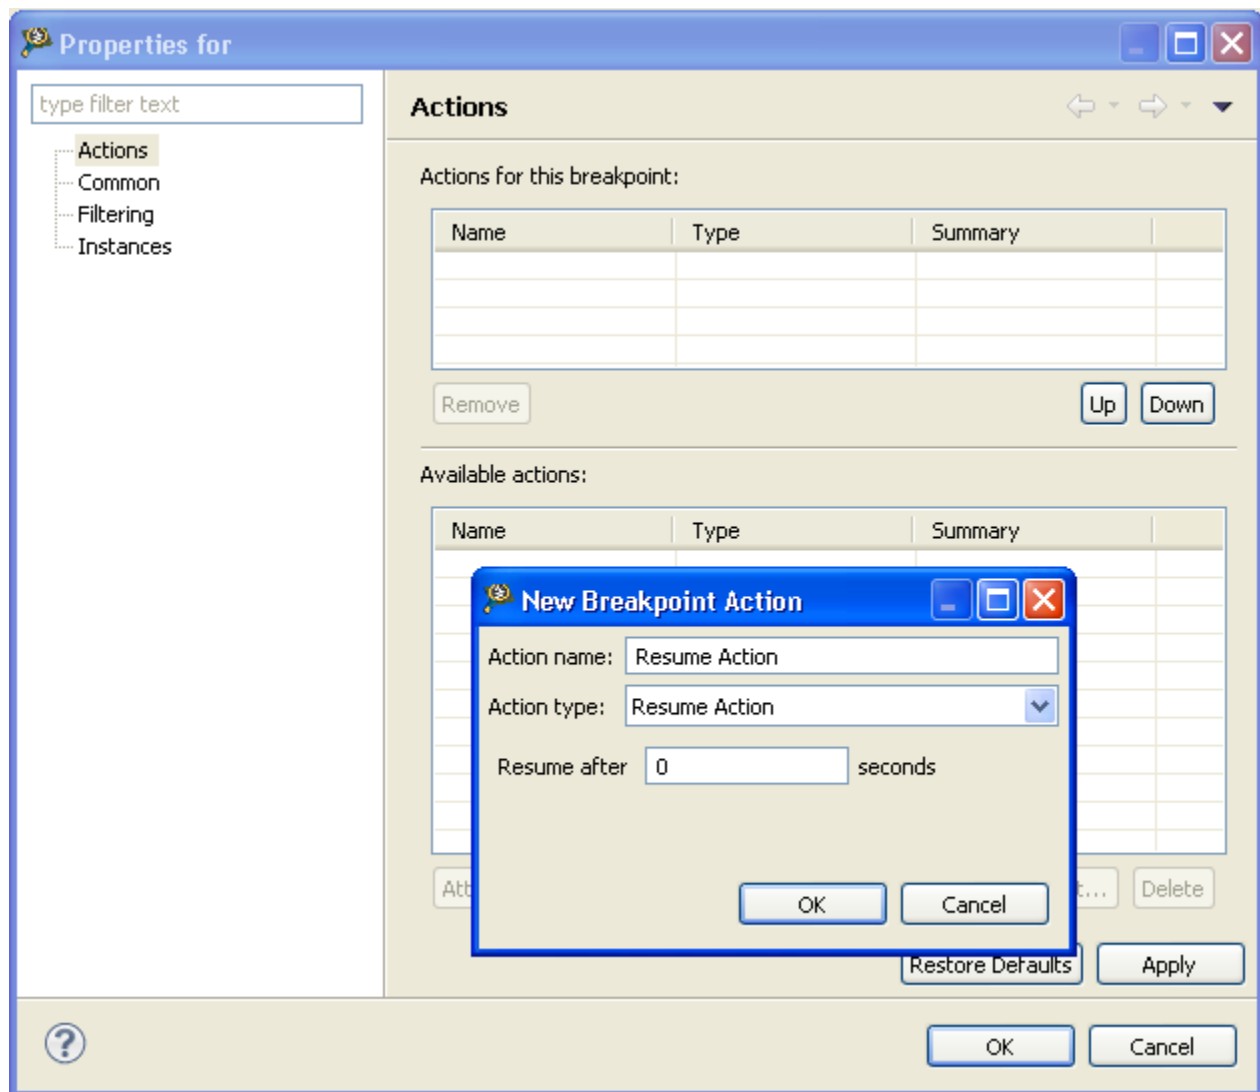 Properties for
type filter text
Actions
Common
Filtering
Instances
Actions
Actions for this breakpoint:
Name Type Summary
Remove Up Down
Available actions:
Name Type Summary
New Breakpoint Action
Action name: Resume Action
Action type: Resume Action
Resume after 0 seconds
OK Cancel
Delete
Restore Defaults Apply
? OK Cancel